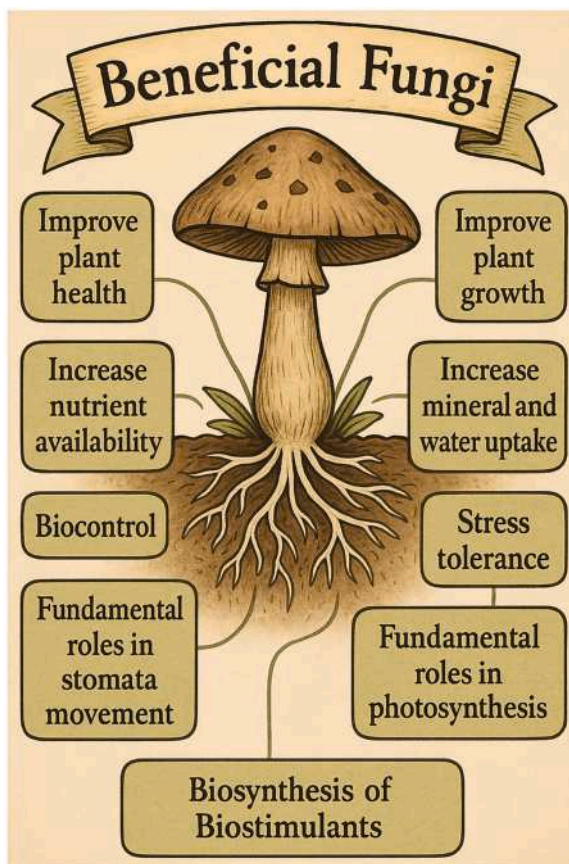 Beneficial Fungi
Improve
plant
health
Improve
plant
growth
Increase
nutrient
availability
Increase
mineral and
water uptake
Biocontrol
Stress
tolerance
Fundamental
roles in
stomata
movement
Fundamental
roles in
photosynthesis
Biosynthesis of
Biostimulants